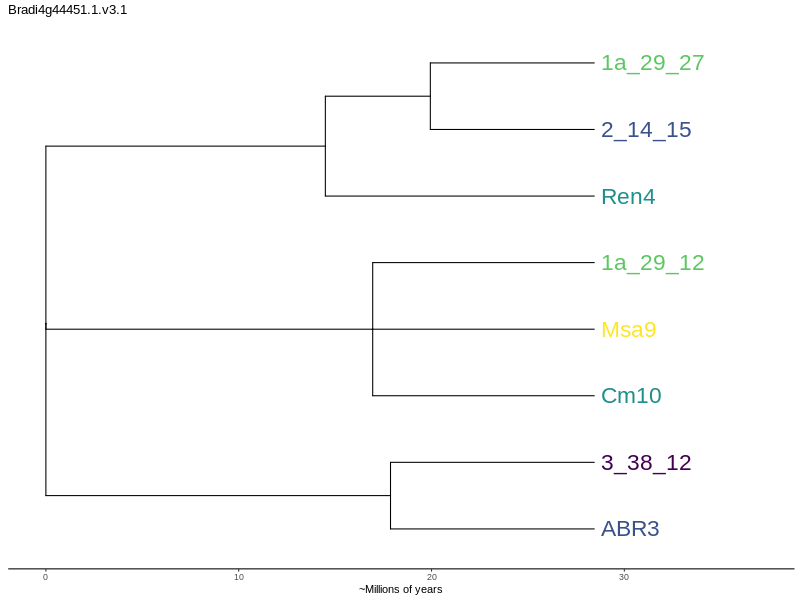 Bradi4g44451.1.v3.1
1a_29_27
2_14_15
Ren4
1a_29_12
Msa9
Cm10
3_38_12
ABR3
0 10 20 30
~Millions of years